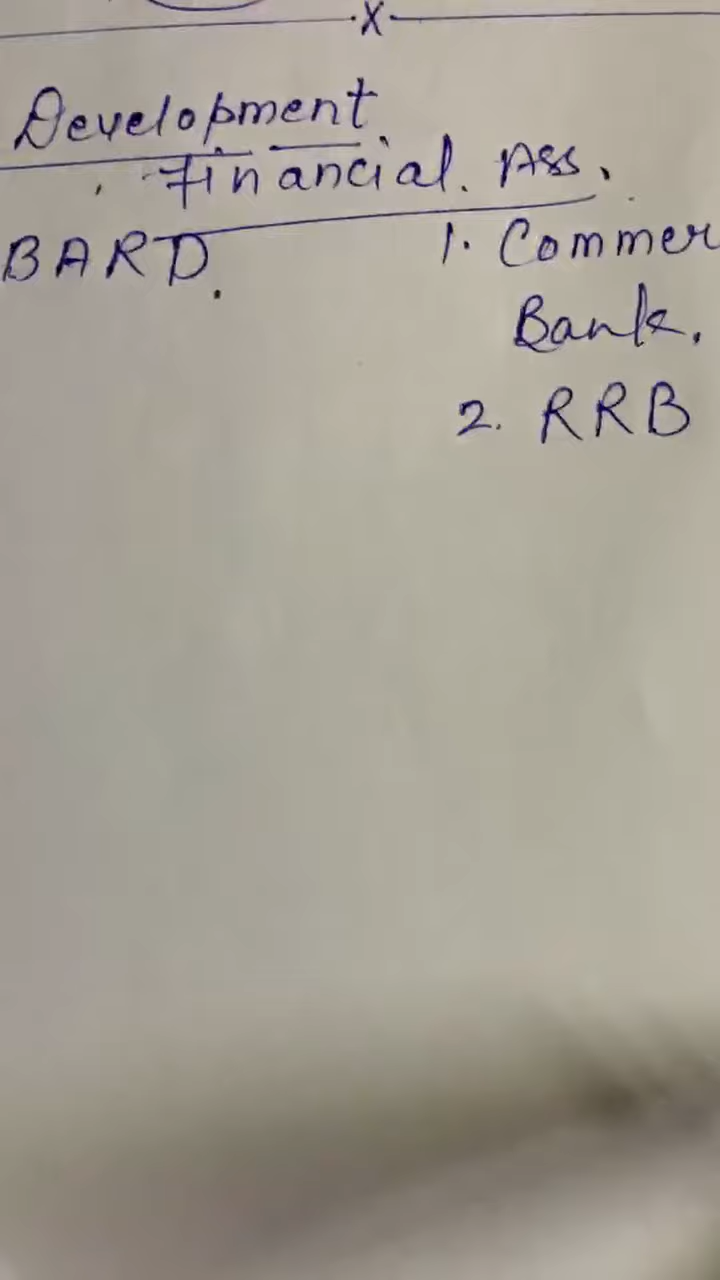 x
Development
Financial. Ass.
BARD.
1. Commer
Bank.
2. RRB